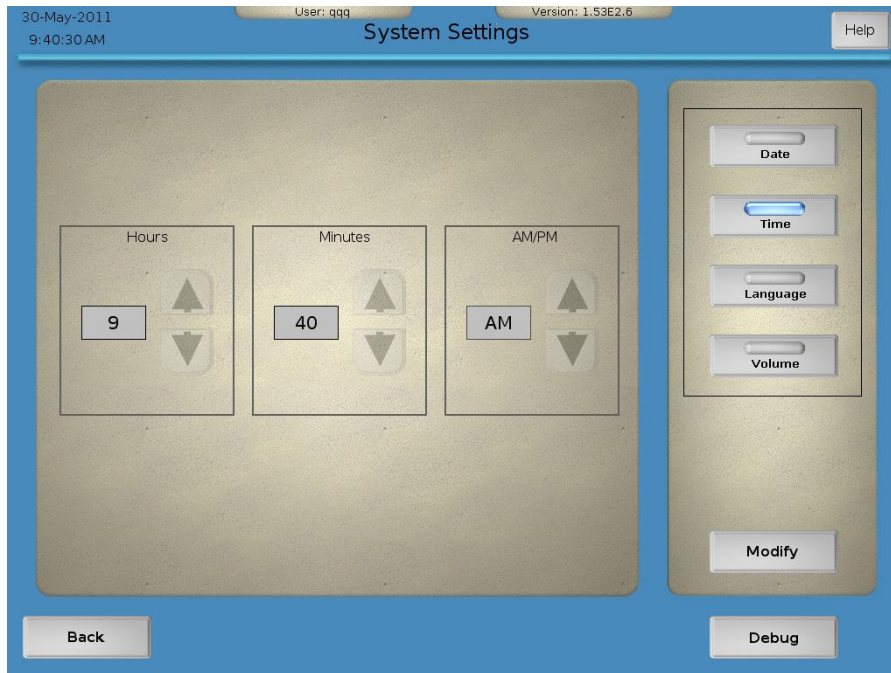 30-May-2011
User: qqq
Version: 1.53E2.6
9:40:30 AM
System Settings
Help
Date
Time
Language
Volume
Hours
Minutes
AM/PM
9
40
AM
Modify
Back
Debug